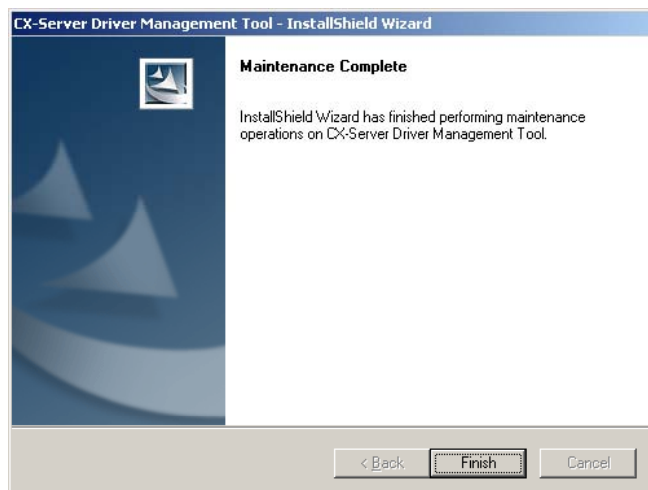 CX-Server Driver Management Tool - InstallShield Wizard
Maintenance Complete
InstallShield Wizard has finished performing maintenance
operations on CX-Server Driver Management Tool.
< Back
Finish
Cancel